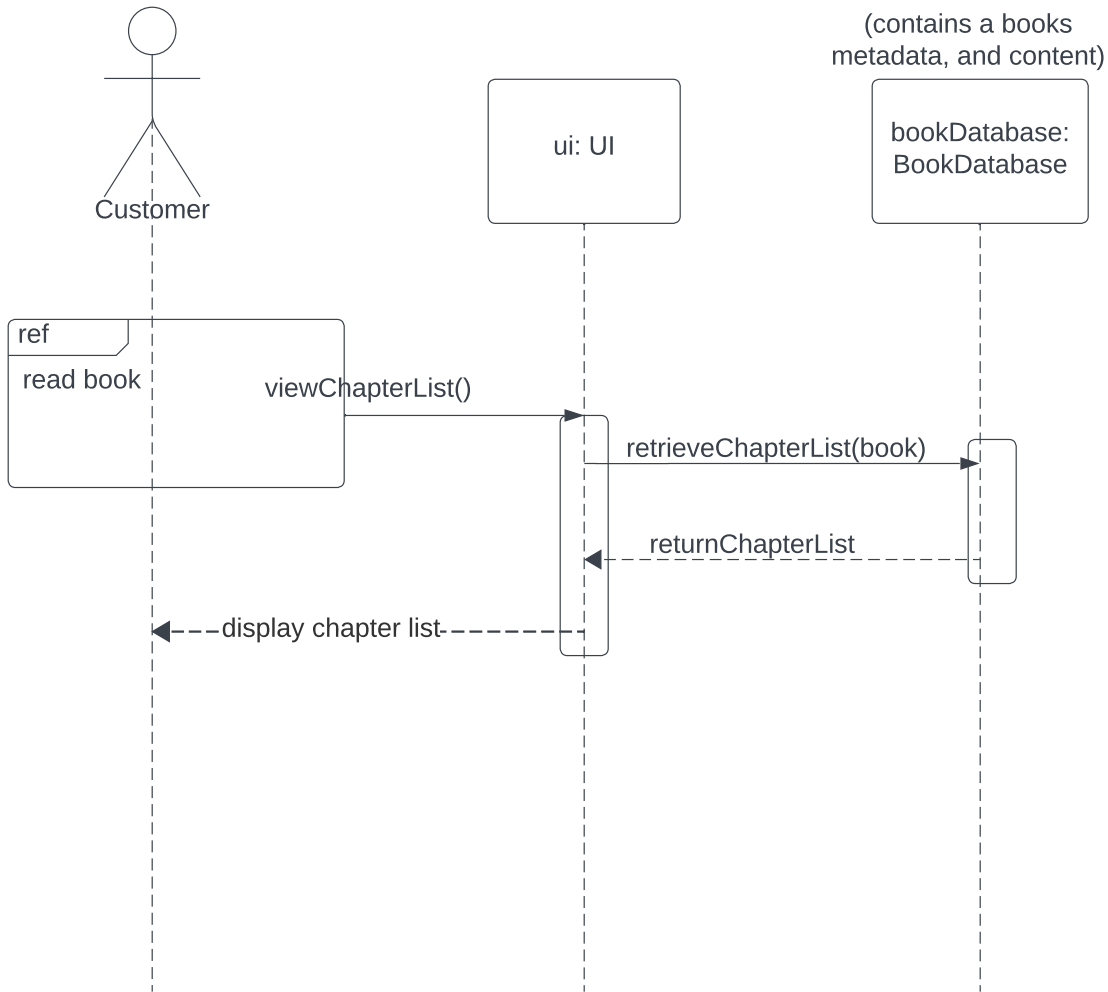 (contains a books
metadata, and content)
ui: UI
bookDatabase:
BookDatabase
Customer
ref
read book
viewChapterList()
retrieveChapterList(book)
returnChapterList
display chapter list